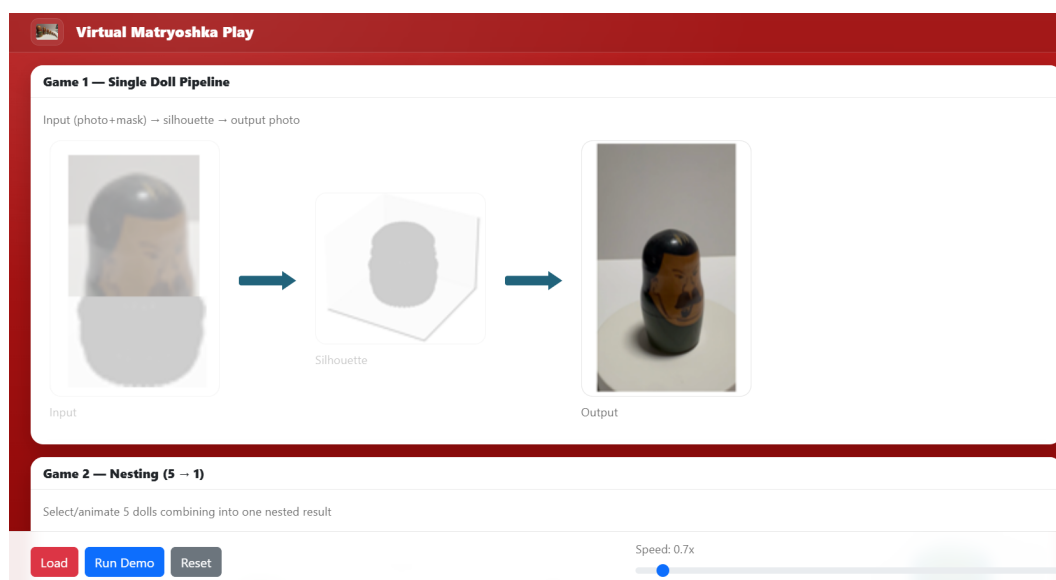 Virtual Matryoshka Play
Game 1 — Single Doll Pipeline
Input (photo+mask) → silhouette → output photo
Silhouette
Input
Output
Game 2 — Nesting (5 → 1)
Select/animate 5 dolls combining into one nested result
Load
Run Demo
Reset
Speed: 0.7x